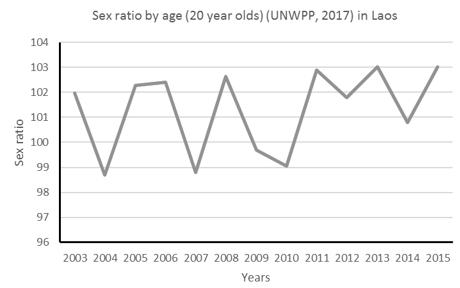 Sex ratio by age (20 year olds) (UNWPP, 2017) in Laos
104
103
102
101
100
99
98
97
96
Sex ratio
2003 2004 2005 2006 2007 2008 2009 2010 2011 2012 2013 2014 2015
Years